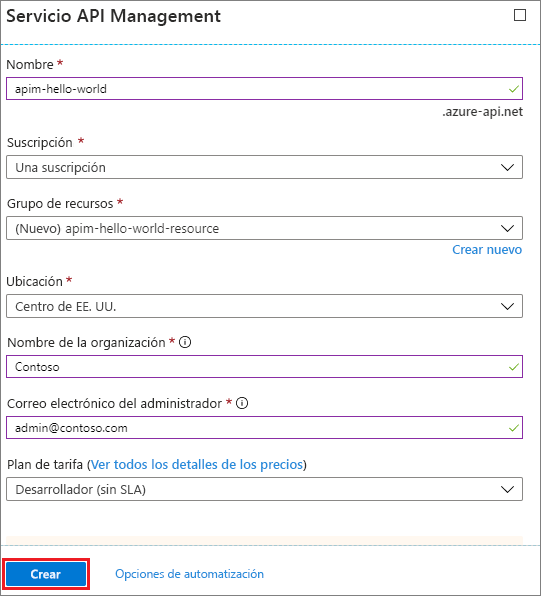 Servicio API Management
Nombre *
apim-hello-world
.azure-api.net
Suscripción *
Una suscripción
Grupo de recursos *
(Nuevo) apim-hello-world-resource
Crear nuevo
Ubicación *
Centro de EE. UU.
Nombre de la organización *
Contoso
Correo electrónico del administrador *
admin@contoso.com
Plan de tarifa (Ver todos los detalles de los precios)
Desarrollador (sin SLA)
Crear Opciones de automatización